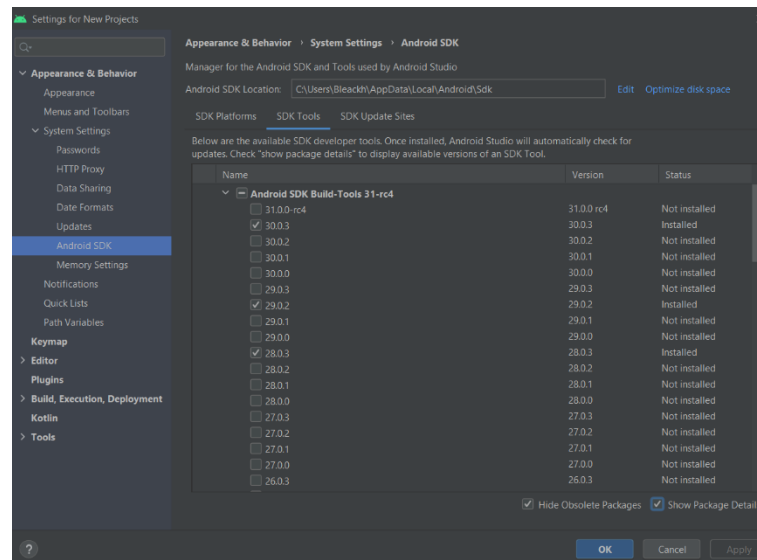 Settings for New Projects
Appearance & Behavior
Appearance
Menus and Toolbars
System Settings
Passwords
HTTP Proxy
Data Sharing
Date Formats
Updates
Android SDK
Memory Settings
Notifications
Quick Lists
Path Variables
Keymap
Editor
Plugins
Build, Execution, Deployment
Kotlin
Tools
Appearance & Behavior › System Settings › Android SDK
Manager for the Android SDK and Tools used by Android Studio
Android SDK Location: C:\Users\Bleackh\AppData\Local\Android\Sdk Edit Optimize disk space
SDK Platforms SDK Tools SDK Update Sites
Below are the available SDK developer tools. Once installed, Android Studio will automatically check for
updates. Check "show package details" to display available versions of an SDK Tool.
Name Version Status
Android SDK Build-Tools 31-rc4
31.0.0-rc4 31.0.0 rc4 Not installed
30.0.3 30.0.3 Installed
30.0.2 30.0.2 Not installed
30.0.1 30.0.1 Not installed
30.0.0 30.0.0 Not installed
29.0.3 29.0.3 Not installed
29.0.2 29.0.2 Installed
29.0.1 29.0.1 Not installed
29.0.0 29.0.0 Not installed
28.0.3 28.0.3 Installed
28.0.2 28.0.2 Not installed
28.0.1 28.0.1 Not installed
28.0.0 28.0.0 Not installed
27.0.3 27.0.3 Not installed
27.0.2 27.0.2 Not installed
27.0.1 27.0.1 Not installed
27.0.0 27.0.0 Not installed
26.0.3 26.0.3 Not installed
Hide Obsolete Packages Show Package Detail
? OK Cancel Apply